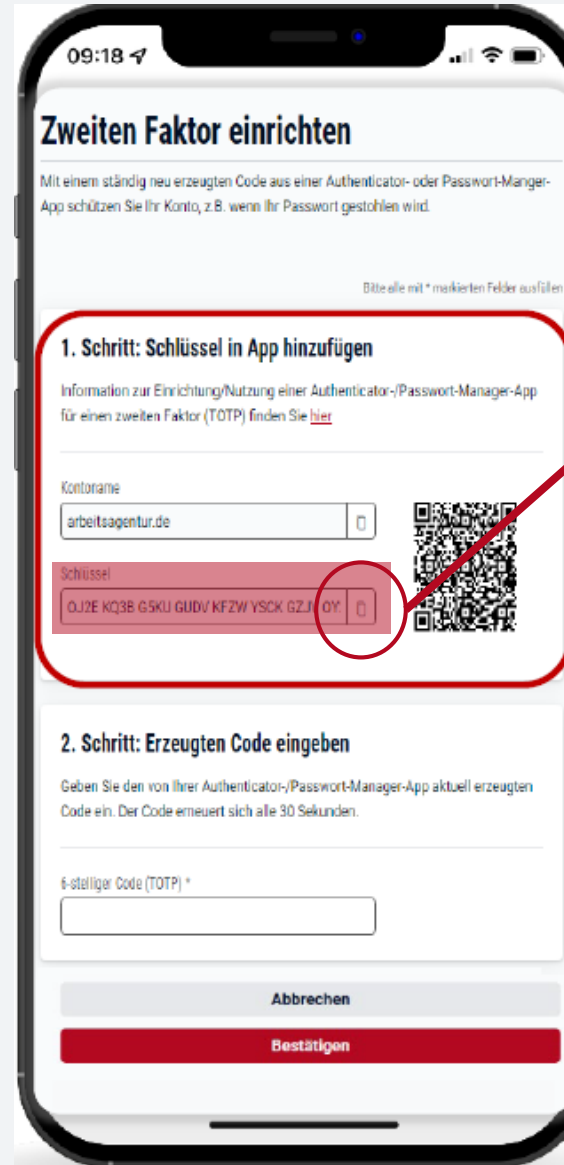 09:18
Zweiten Faktor einrichten
Mit einem ständig neu erzeugten Code aus einer Authenticator- oder Passwort-Manger-
App schützen Sie Ihr Konto, z.B. wenn Ihr Passwort gestohlen wird.
Bitte alle mit * markierten Felder ausfüllen
1. Schritt: Schlüssel in App hinzufügen
Information zur Einrichtung/Nutzung einer Authenticator-/Passwort-Manager-App
für einen zweiten Faktor (TOTP) finden Sie hier
Kontoname
arbeitsagentur.de
Schlüssel
OJ2E KQ3B G5KU GUDV KFZW YSCK
2. Schritt: Erzeugten Code eingeben
Geben Sie den von Ihrer Authenticator-/Passwort-Manager-App aktuell erzeugten
Code ein. Der Code erneuert sich alle 30 Sekunden.
6-stelliger Code (TOTP) *
Abbrechen
Bestätigen